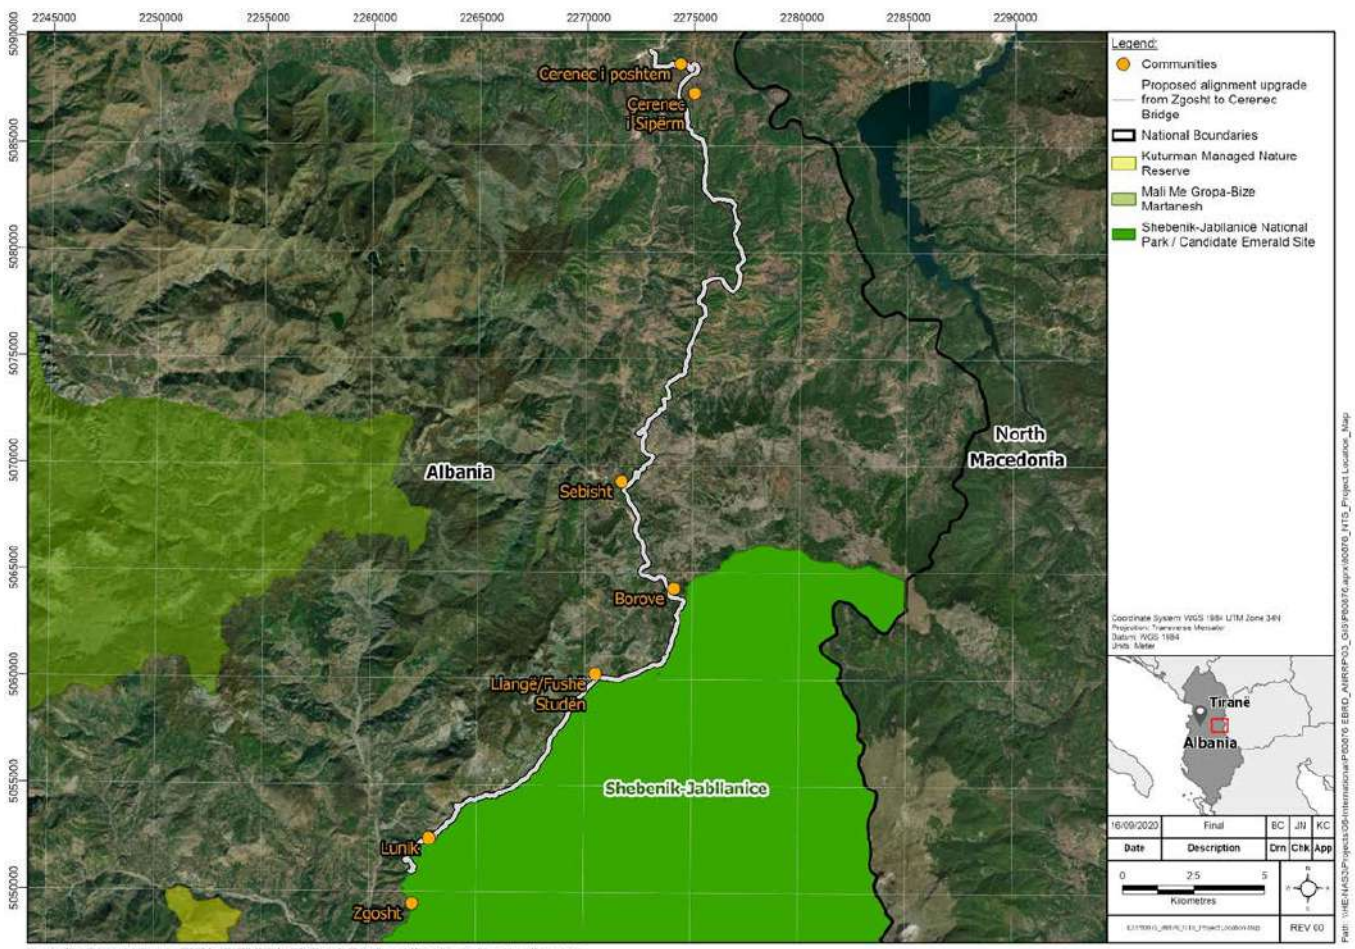 2245000 2250000 2255000 2260000 2265000 2270000 2275000 2280000 2285000 2290000
5090000
5085000
5080000
5075000
5070000
5065000
5060000
5055000
5050000
Cerenec i poshtem
Çerenec
i Sipërm
Albania
North
Macedonia
Sebisht
Borove
Llangë/Fushë
Studën
Shebenik-Jabllanice
Lunik
Zgosht
Legend:
Communities
Proposed alignment upgrade
from Zgosht to Cerenec
Bridge
National Boundaries
Kuturman Managed Nature
Reserve
Mali Me Gropa-Bize
Martanesh
Shebenik-Jabllanicë National
Park / Candidate Emerald Site
Coordinate System: WGS 1984 UTM Zone 34N
Projection: Transverse Mercator
Datum: WGS 1984
Units: Meter
Tiranë
Albania
16/09/2020 Final BC JN KC
Date Description Drn Chk App
0 2.5 5
Kilometres
N
REV 00